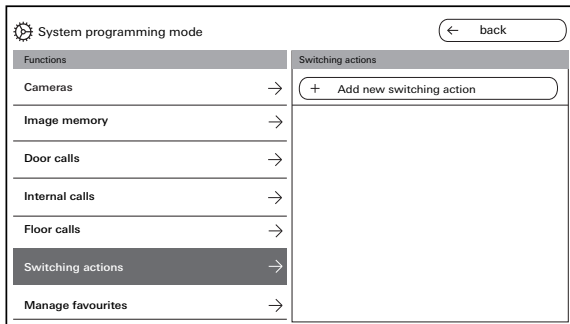 System programming mode
← back
Functions
Switching actions
Cameras →
+ Add new switching action
Image memory →
Door calls →
Internal calls →
Floor calls →
Switching actions →
Manage favourites →